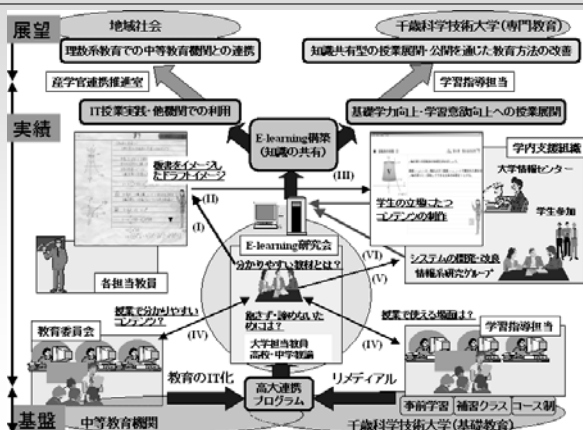 展望
地域社会
千歳科学技術大学(専門教育)
理数系教育での中等教育機関との連携
知識共有型の授業展開・公開を通じた教育方法の改善
産学官連携推進室
学習指導担当
IT授業実践・他機関での利用
基礎学力向上・学習意欲向上への授業展開
実績
E-learning構築
(知識の共有)
(III)
学内支援組織
大学情報センター
板書をイメージし
たドラフトイメージ
(II)
(I)
学生の立場にたつ
コンテンツの制作
学生参加
E-learning研究会
(VI)
分かりやすい教材とは?
(V)
システムの開発・改良
情報系研究グループ
各担当教員
授業で分かりやすい
コンテンツ?
飽きず・諦めないた
めには?
授業で使える場面は?
教育委員会
(IV)
(IV)
学習指導担当
大学担当教員
高校・中学教諭
教育のIT化
高大連携
プログラム
リメディアル
事前学習
補習クラス
コース制
基盤
中等教育機関
千歳科学技術大学(基礎教育)